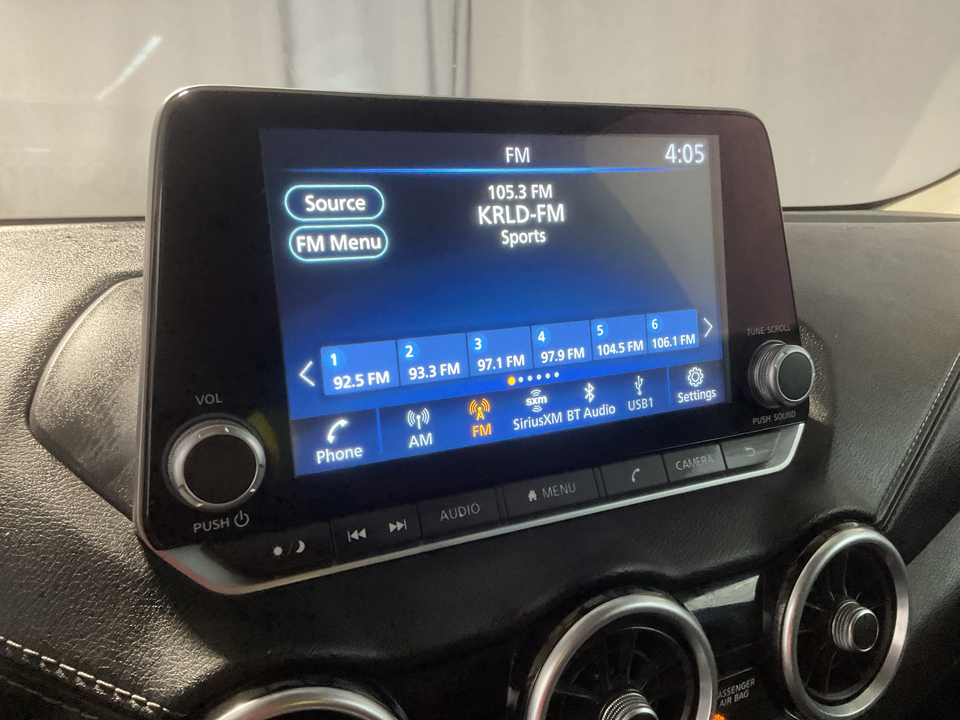 FM
4:05
Source
FM Menu
105.3 FM
KRLD-FM
Sports
1
92.5 FM
2
93.3 FM
3
97.1 FM
4
97.9 FM
5
104.5 FM
6
106.1 FM
Phone
AM
FM
sxm
SiriusXM
BT Audio
USB1
Settings
VOL
PUSH
TUNE·SCROLL
PUSH SOUND
AUDIO
MENU
CAMERA
PASSENGER
AIR BAG